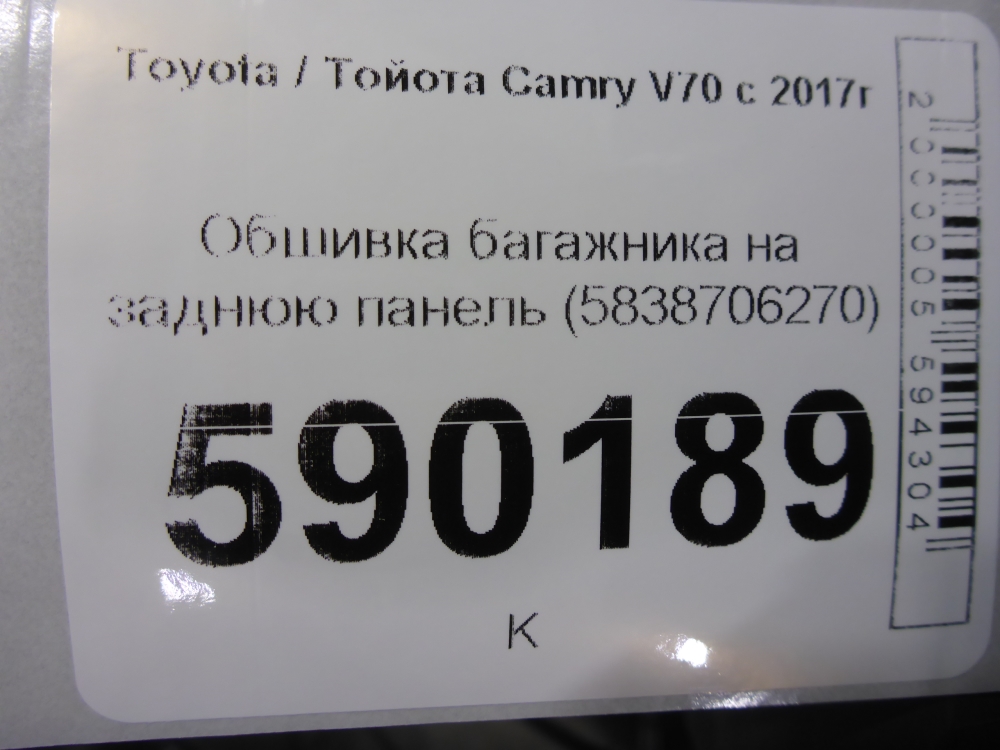 Toyota / Тойота Camry V70 с 2017г
Обшивка багажника на
заднюю панель (5838706270)
590189
К
2000005594304